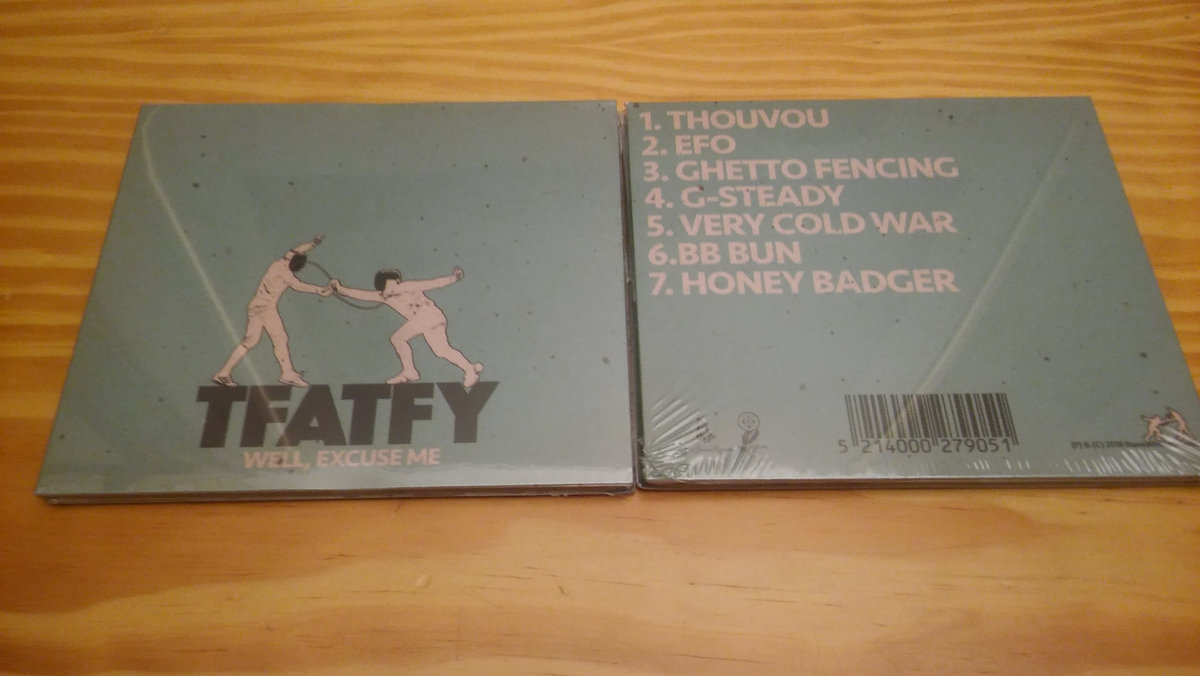 TFATFY
WELL, EXCUSE ME
1. THOUVOU
2. EFO
3. GHETTO FENCING
4. G-STEADY
5. VERY COLD WAR
6.BB BUN
7. HONEY BADGER
5 214000 279051
(P) & (C)